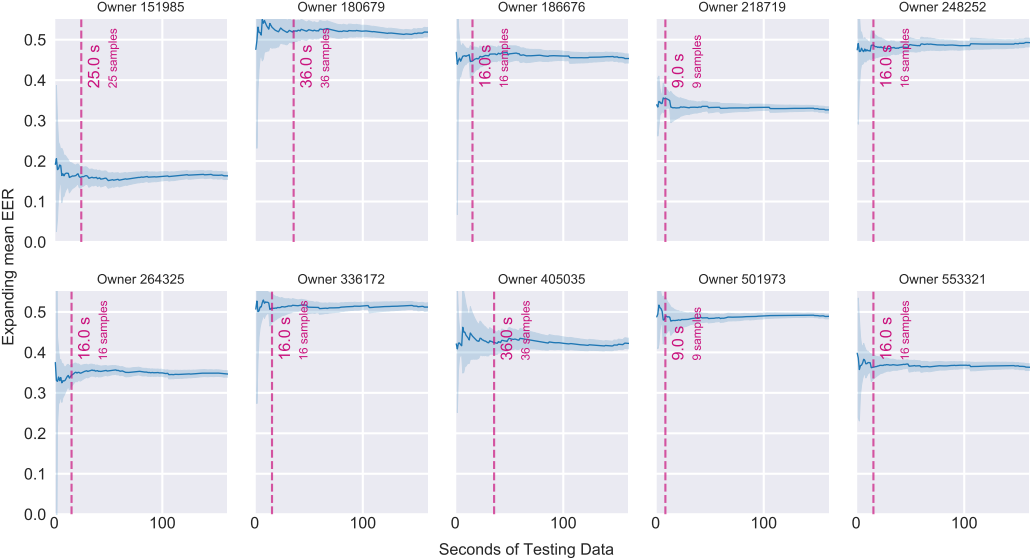 Owner 151985
Owner 180679
Owner 186676
Owner 218719
Owner 248252
0.5
0.4
0.3
0.2
0.1
0.0
25.0 s
25 samples
36.0 s
36 samples
16.0 s
16 samples
9.0 s
9 samples
16.0 s
16 samples
Expanding mean EER
Owner 264325
Owner 336172
Owner 405035
Owner 501973
Owner 553321
0.5
0.4
0.3
0.2
0.1
0.0
16.0 s
16 samples
16.0 s
16 samples
36.0 s
36 samples
9.0 s
9 samples
16.0 s
16 samples
0 100
0 100
0 100
0 100
0 100
Seconds of Testing Data